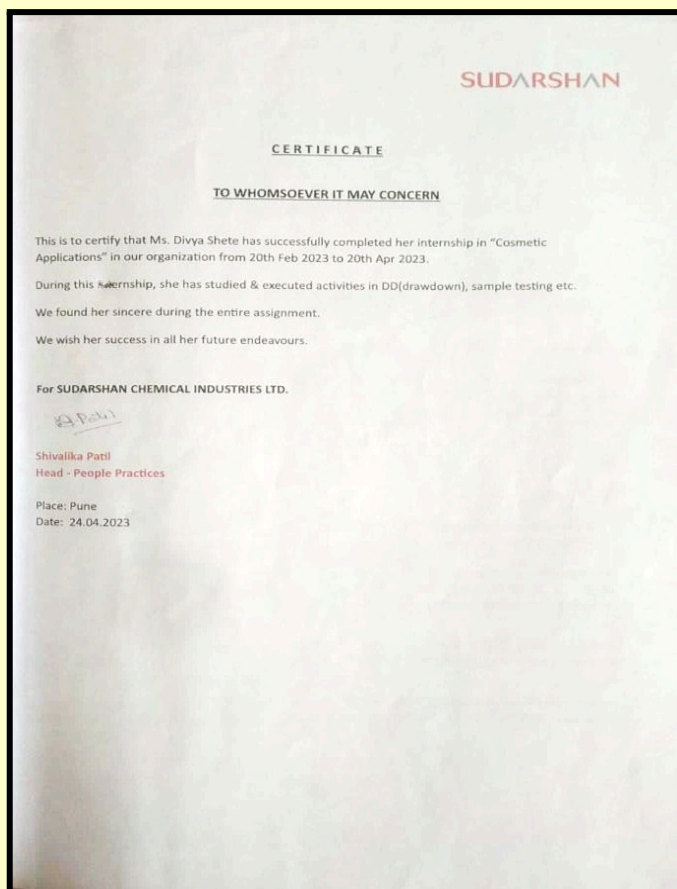 SUDARSHAN
CERTIFICATE
TO WHOMSOEVER IT MAY CONCERN
This is to certify that Ms. Divya Shete has successfully completed her internship in “Cosmetic
Applications” in our organization from 20th Feb 2023 to 20th Apr 2023.
During this ernship, she has studied & executed activities in DD(drawdown), sample testing etc.
We found her sincere during the entire assignment.
We wish her success in all her future endeavours.
For SUDARSHAN CHEMICAL INDUSTRIES LTD.
Shivalika Patil
Head - People Practices
Place: Pune
Date: 24.04.2023